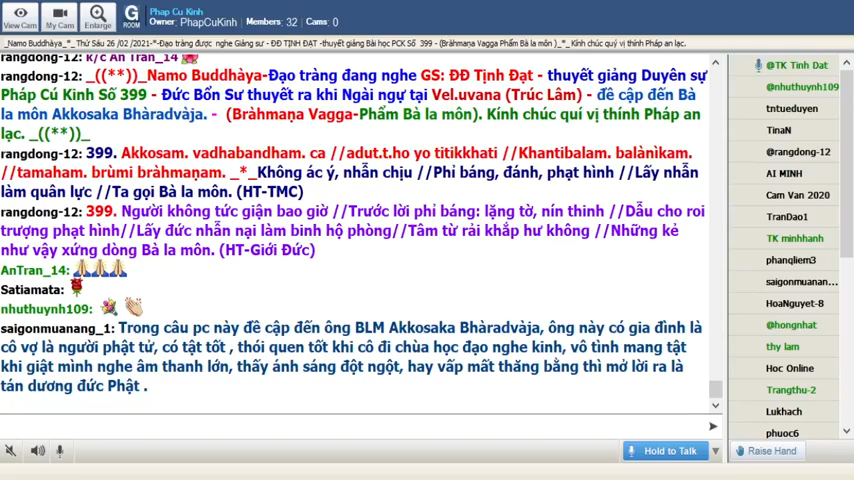 Phap Cu Kinh
Owner: PhapCuKinh | Members: 32 | Cams: 0
View Cam
My Cam
Enlarge
G
ROOM
_Namo Buddhàya_*_ Thứ Sáu 26 /02 /2021-*-Đạo tràng được nghe Giảng sư - ĐĐ TỊNH ĐẠT -thuyết giảng Bài học PCK Số 399 - (Bràhmaṇa Vagga Phẩm Bà la môn )_*_ Kính chúc quý vị thính Pháp an lạc.
rangdong-12: k/c An Tran_14
rangdong-12: _((**))_Namo Buddhàya-Đạo tràng đang nghe GS: ĐĐ Tịnh Đạt - thuyết giảng Duyên sự
Pháp Cú Kinh Số 399 - Đức Bổn Sư thuyết ra khi Ngài ngự tại Vel.uvana (Trúc Lâm) - đề cập đến Bà
la môn Akkosaka Bhàradvàja. - (Bràhmaṇa Vagga-Phẩm Bà la môn). Kính chúc quí vị thính Pháp an
lạc. _((**))_
rangdong-12: 399. Akkosam. vadhabandham. ca //adut.t.ho yo titikkhati //Khantibalam. balànìkam.
//tamaham. brùmi bràhmaṇam. _*_Không ác ý, nhẫn chịu //Phỉ báng, đánh, phạt hình //Lấy nhẫn
làm quân lực //Ta gọi Bà la môn. (HT-TMC)
rangdong-12: 399. Người không tức giận bao giờ //Trước lời phỉ báng: lặng tờ, nín thinh //Dẫu cho roi
trượng phạt hình//Lấy đức nhẫn nại làm binh hộ phòng//Tâm từ rải khắp hư không //Những kẻ
như vậy xứng dòng Bà la môn. (HT-Giới Đức)
AnTran_14:
Satiamata:
nhuthuynh109:
saigonmuanang_1: Trong câu pc này đề cập đến ông BLM Akkosaka Bhàradvàja, ông này có gia đình là
cô vợ là người phật tử, có tật tốt , thói quen tốt khi cô đi chùa học đạo nghe kinh, vô tình mang tật
khi giật mình nghe âm thanh lớn, thấy ánh sáng đột ngột, hay vấp mất thăng bằng thì mở lời ra là
tán dương đức Phật .
Hold to Talk
@TK Tinh Dat
@nhuthuynh109
tntueduyen
TinaN
@rangdong-12
AI MINH
Cam Van 2020
TranDao1
TK minhhanh
phanqliem3
saigonmuanang...
HoaNguyet-8
@hongnhat
thy lam
Hoc Online
Trangthu-2
Lukhach
phuoc6
Raise Hand